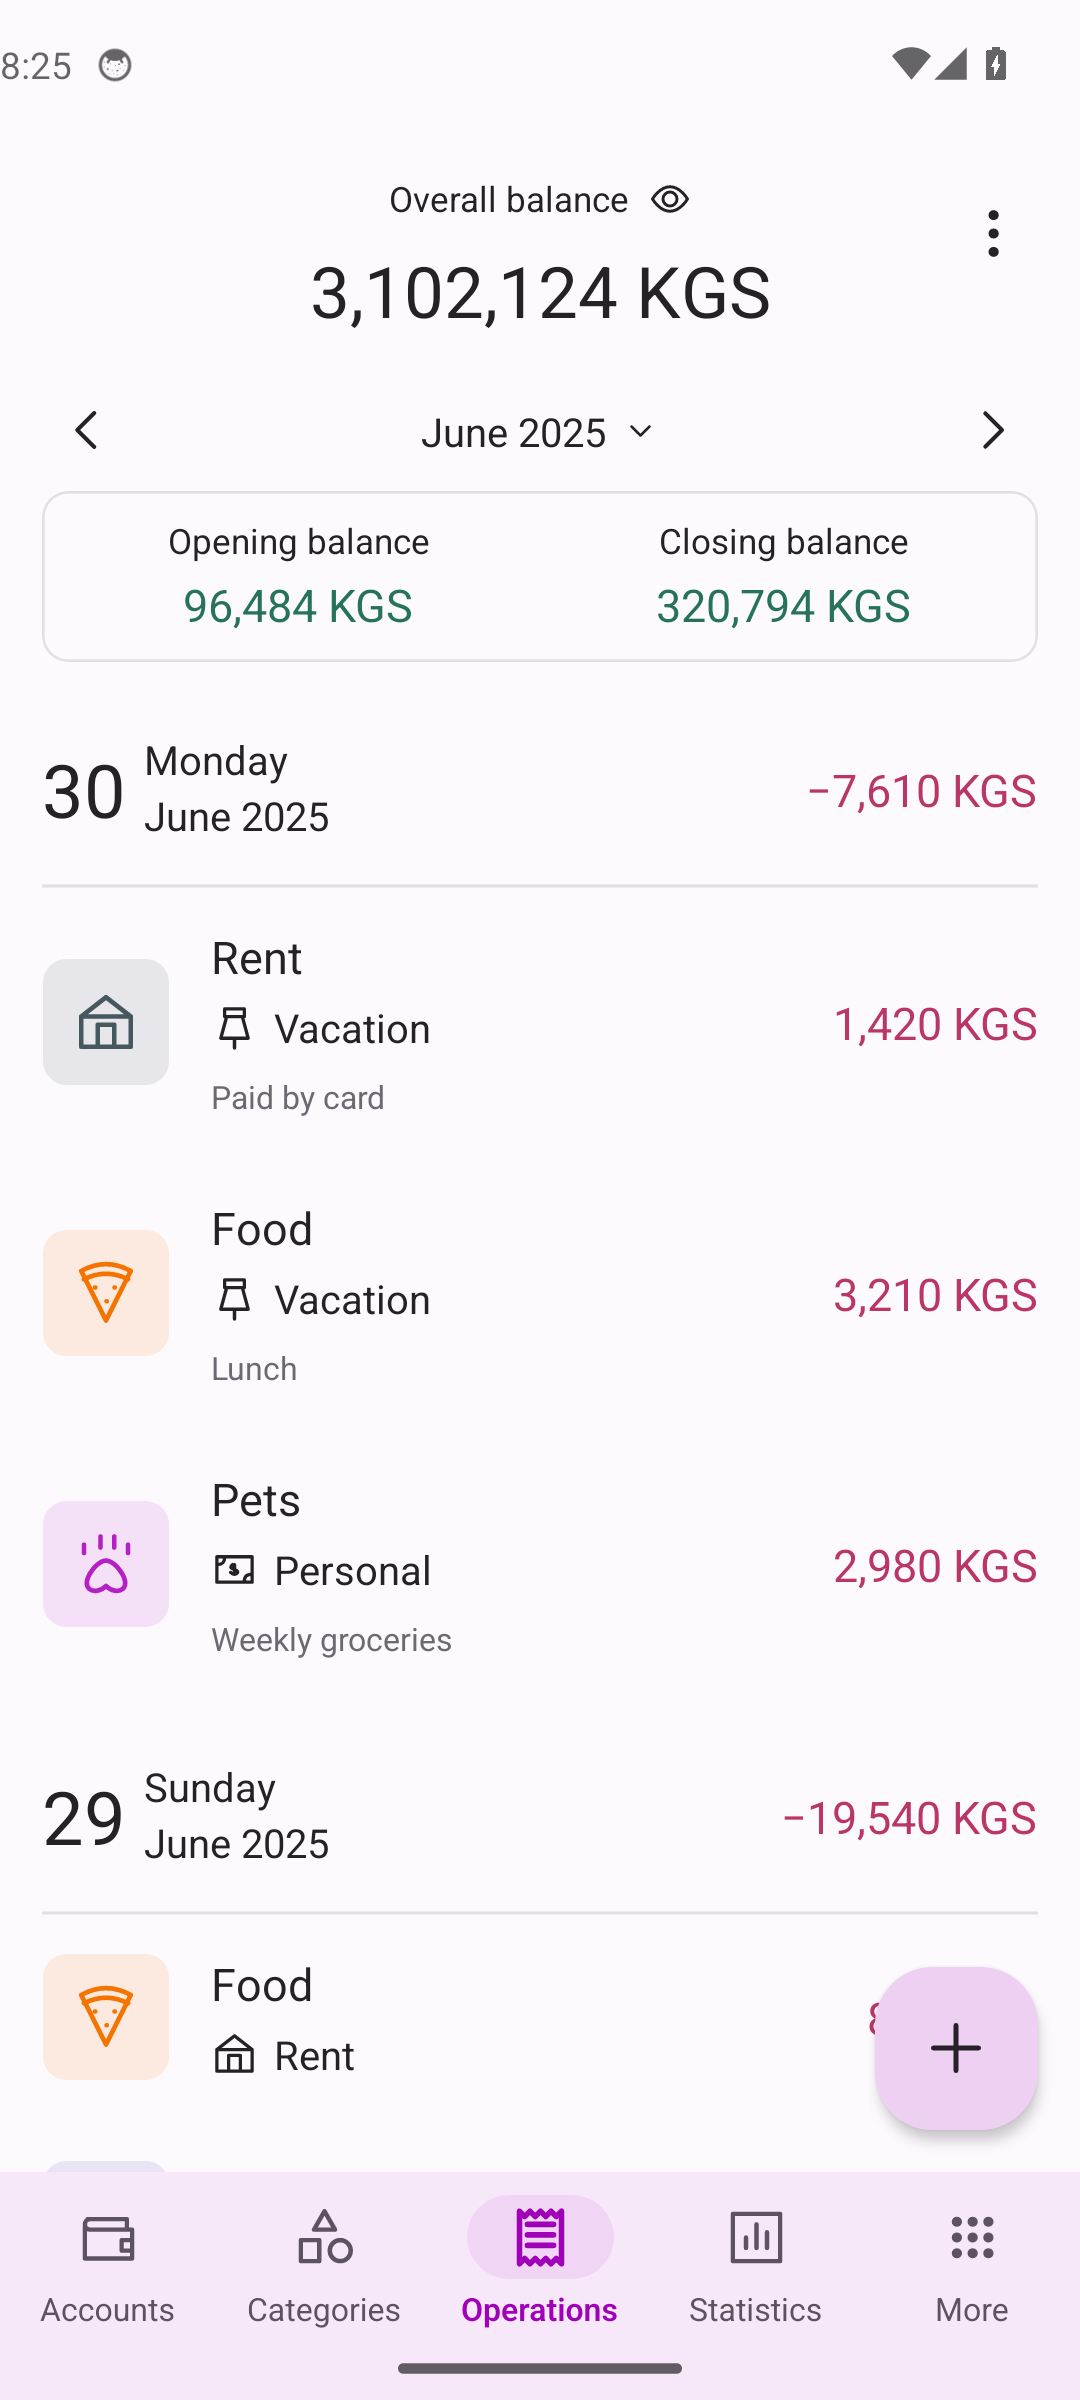 8:25
Overall balance
3,102,124 KGS
June 2025
Opening balance
Closing balance
96,484 KGS
320,794 KGS
30
Monday
June 2025
−7,610 KGS
Rent
Vacation
1,420 KGS
Paid by card
Food
Vacation
3,210 KGS
Lunch
Pets
Personal
2,980 KGS
Weekly groceries
29
Sunday
June 2025
−19,540 KGS
Food
Rent
Accounts
Categories
Operations
Statistics
More